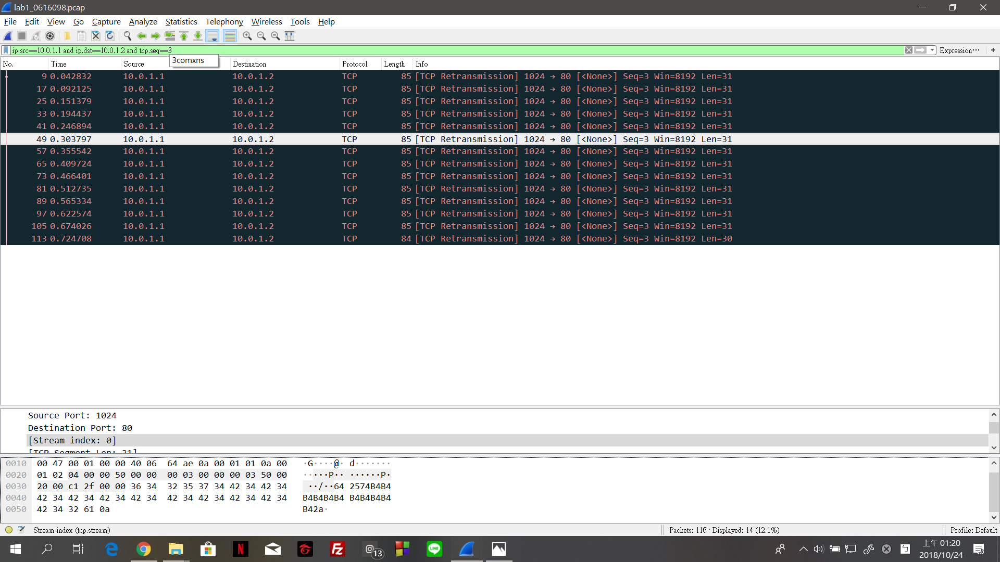 lab1_0616098.pcap
File Edit View Go Capture Analyze Statistics Telephony Wireless Tools Help
ip.src==10.0.1.1 and ip.dst==10.0.1.2 and tcp.seq==3
Expression… +
3comxns
No. Time Source Destination Protocol Length Info
9 0.042832 10.0.1.1 10.0.1.2 TCP 85 [TCP Retransmission] 1024 → 80 [<None>] Seq=3 Win=8192 Len=31
17 0.092125 10.0.1.1 10.0.1.2 TCP 85 [TCP Retransmission] 1024 → 80 [<None>] Seq=3 Win=8192 Len=31
25 0.151379 10.0.1.1 10.0.1.2 TCP 85 [TCP Retransmission] 1024 → 80 [<None>] Seq=3 Win=8192 Len=31
33 0.194437 10.0.1.1 10.0.1.2 TCP 85 [TCP Retransmission] 1024 → 80 [<None>] Seq=3 Win=8192 Len=31
41 0.246894 10.0.1.1 10.0.1.2 TCP 85 [TCP Retransmission] 1024 → 80 [<None>] Seq=3 Win=8192 Len=31
49 0.303797 10.0.1.1 10.0.1.2 TCP 85 [TCP Retransmission] 1024 → 80 [<None>] Seq=3 Win=8192 Len=31
57 0.355542 10.0.1.1 10.0.1.2 TCP 85 [TCP Retransmission] 1024 → 80 [<None>] Seq=3 Win=8192 Len=31
65 0.409724 10.0.1.1 10.0.1.2 TCP 85 [TCP Retransmission] 1024 → 80 [<None>] Seq=3 Win=8192 Len=31
73 0.466401 10.0.1.1 10.0.1.2 TCP 85 [TCP Retransmission] 1024 → 80 [<None>] Seq=3 Win=8192 Len=31
81 0.512735 10.0.1.1 10.0.1.2 TCP 85 [TCP Retransmission] 1024 → 80 [<None>] Seq=3 Win=8192 Len=31
89 0.565334 10.0.1.1 10.0.1.2 TCP 85 [TCP Retransmission] 1024 → 80 [<None>] Seq=3 Win=8192 Len=31
97 0.622574 10.0.1.1 10.0.1.2 TCP 85 [TCP Retransmission] 1024 → 80 [<None>] Seq=3 Win=8192 Len=31
105 0.674026 10.0.1.1 10.0.1.2 TCP 85 [TCP Retransmission] 1024 → 80 [<None>] Seq=3 Win=8192 Len=31
113 0.724708 10.0.1.1 10.0.1.2 TCP 84 [TCP Retransmission] 1024 → 80 [<None>] Seq=3 Win=8192 Len=30
Source Port: 1024
Destination Port: 80
[Stream index: 0]
[TCP Segment Len: 31]
0010 00 47 00 01 00 00 40 06 64 ae 0a 00 01 01 0a 00 ·G····@· d·······
0020 01 02 04 00 00 50 00 00 00 03 00 00 00 03 50 00 ·····P·· ······P·
0030 20 00 c1 2f 00 00 36 34 32 35 37 34 42 34 42 34 ··/··64 2574B4B4
0040 42 34 42 34 42 34 42 34 42 34 42 34 42 34 42 34 B4B4B4B4 B4B4B4B4
0050 42 34 32 61 0a B42a·
Stream index (tcp.stream) Packets: 116 · Displayed: 14 (12.1%) Profile: Default
N FZ 13 LINE
上午 01:20
2018/10/24